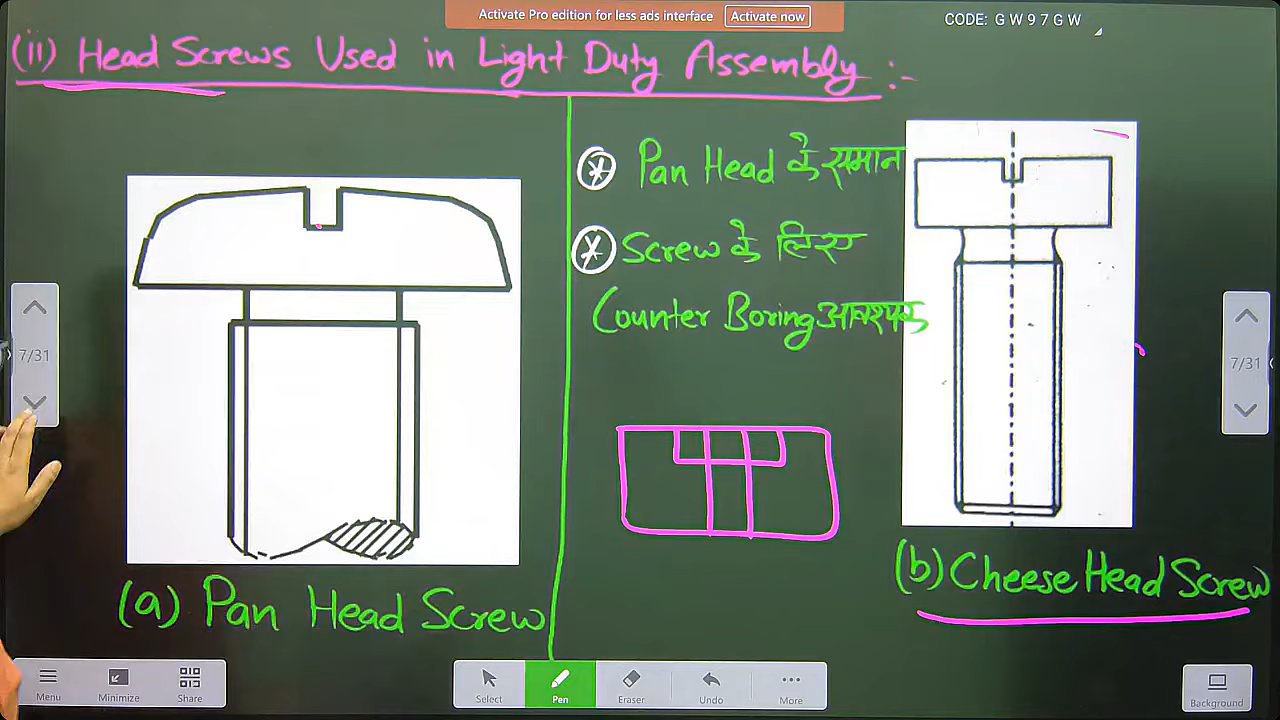 Activate Pro edition for less ads interface Activate now
CODE: GW97GW
(ii) Head Screws Used in Light Duty Assembly :-
Pan Head के समान
Screw के लिए
Counter Boring आवश्यक
7/31
7/31
(a) Pan Head Screw
(b) Cheese Head Screw
Menu Minimize Share
Select Pen Eraser Undo More
Background